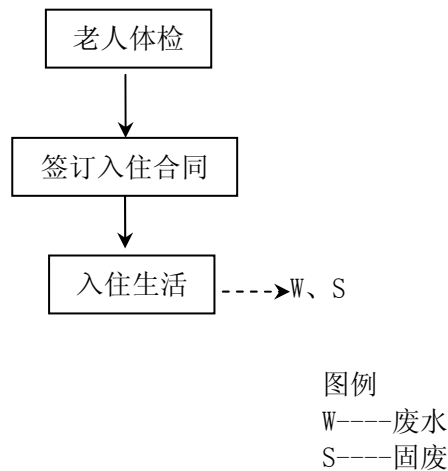 老人体检
签订入住合同
入住生活
W、S
图例
W----废水
S----固废